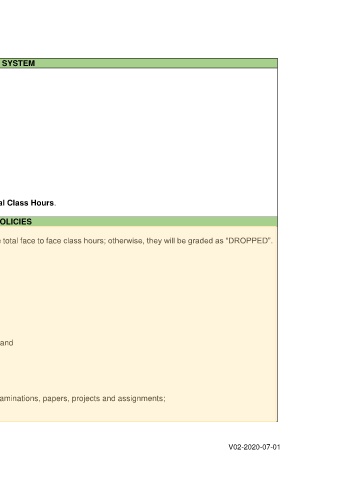 SYSTEM
al Class Hours.
OLICIES
total face to face class hours; otherwise, they will be graded as "DROPPED".
and
aminations, papers, projects and assignments;
V02-2020-07-01